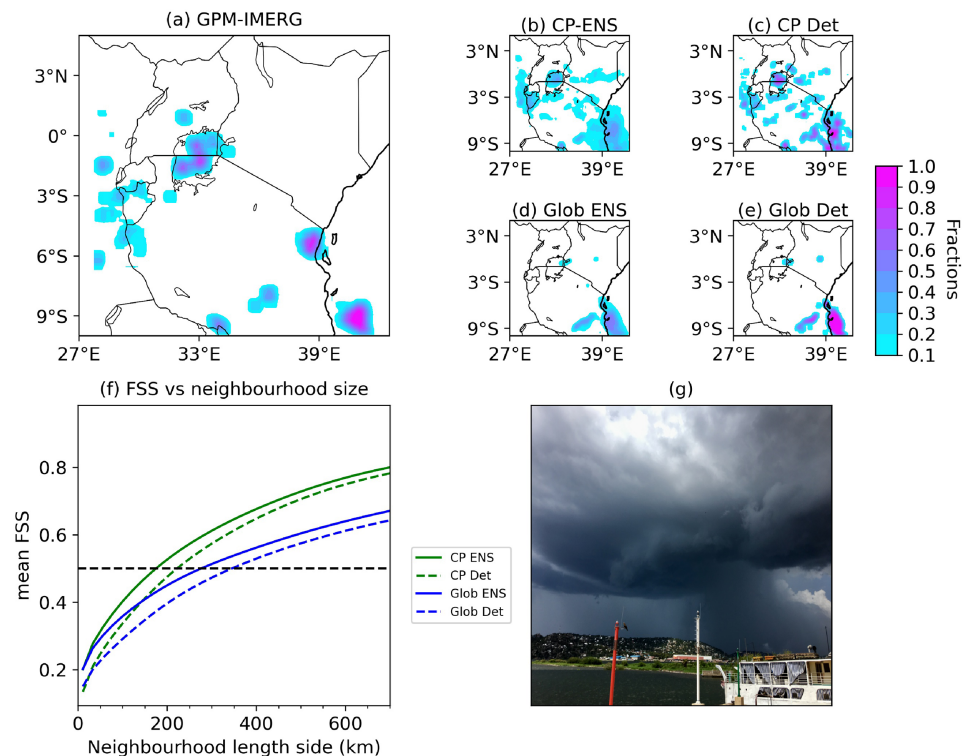 (a) GPM-IMERG
3°N
0°
3°S
6°S
9°S
27°E 33°E 39°E
(b) CP-ENS
3°N
3°S
9°S
27°E 39°E
(c) CP Det
3°N
3°S
9°S
27°E 39°E
(d) Glob ENS
3°N
3°S
9°S
27°E 39°E
(e) Glob Det
3°N
3°S
9°S
27°E 39°E
1.0
0.9
0.8
0.7
0.6
0.5
0.4
0.3
0.2
0.1
Fractions
(f) FSS vs neighbourhood size
mean FSS
0.8
0.6
0.4
0.2
0 200 400 600
Neighbourhood length side (km)
CP ENS
CP Det
Glob ENS
Glob Det
(g)